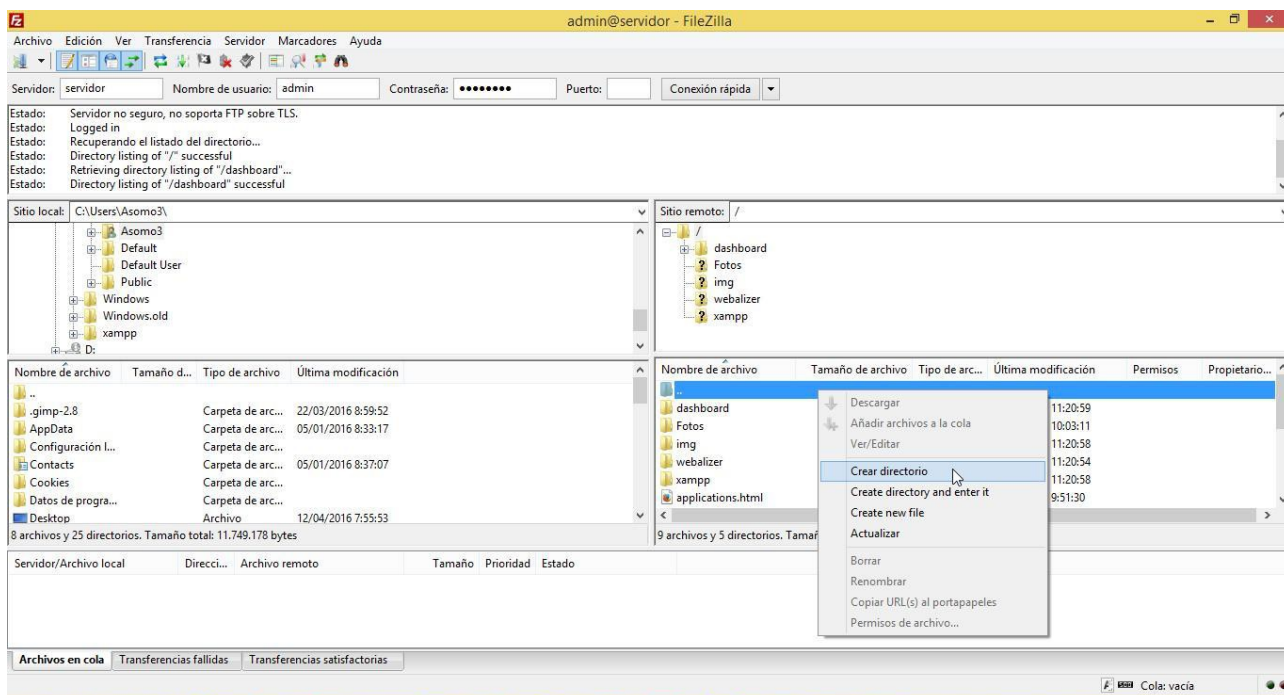 admin@servidor - FileZilla
Archivo Edición Ver Transferencia Servidor Marcadores Ayuda
Servidor: servidor Nombre de usuario: admin Contraseña: ●●●●●●●● Puerto: Conexión rápida
Estado: Servidor no seguro, no soporta FTP sobre TLS.
Estado: Logged in
Estado: Recuperando el listado del directorio...
Estado: Directory listing of "/" successful
Estado: Retrieving directory listing of "/dashboard"...
Estado: Directory listing of "/dashboard" successful
Sitio local: C:\Users\Asomo3\
Asomo3
Default
Default User
Public
Windows
Windows.old
xampp
D:
Sitio remoto: /
/
dashboard
? Fotos
? img
? webalizer
? xampp
Nombre de archivo Tamaño d... Tipo de archivo Última modificación
..
.gimp-2.8 Carpeta de arc... 22/03/2016 8:59:52
AppData Carpeta de arc... 05/01/2016 8:33:17
Configuración l... Carpeta de arc...
Contacts Carpeta de arc... 05/01/2016 8:37:07
Cookies Carpeta de arc...
Datos de progra... Carpeta de arc...
Desktop Archivo 12/04/2016 7:55:53
8 archivos y 25 directorios. Tamaño total: 11.749.178 bytes
Nombre de archivo Tamaño de archivo Tipo de arc... Última modificación Permisos Propietario...
..
dashboard 11:20:59
Fotos 10:03:11
img 11:20:58
webalizer 11:20:54
xampp 11:20:58
applications.html 9:51:30
9 archivos y 5 directorios.
Descargar
Añadir archivos a la cola
Ver/Editar
Crear directorio
Create directory and enter it
Create new file
Actualizar
Borrar
Renombrar
Copiar URL(s) al portapapeles
Permisos de archivo...
Servidor/Archivo local Direcci... Archivo remoto Tamaño Prioridad Estado
Archivos en cola Transferencias fallidas Transferencias satisfactorias
Cola: vacía